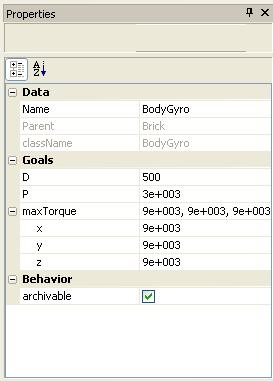 Properties
A
Z
Data
Name BodyGyro
Parent Brick
className BodyGyro
Goals
D 500
P 3e+003
maxTorque 9e+003, 9e+003, 9e+003
x 9e+003
y 9e+003
z 9e+003
Behavior
archivable